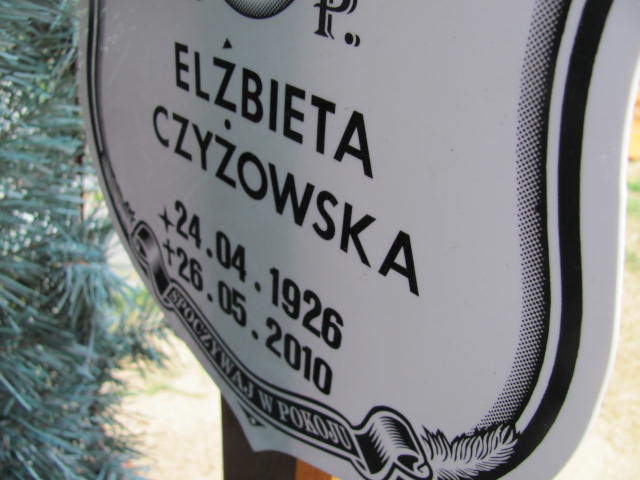 P.
ELŻBIETA
CZYŻOWSKA
24.04.1926
+26.05.2010
SPOCZYWAJ W POKOJU